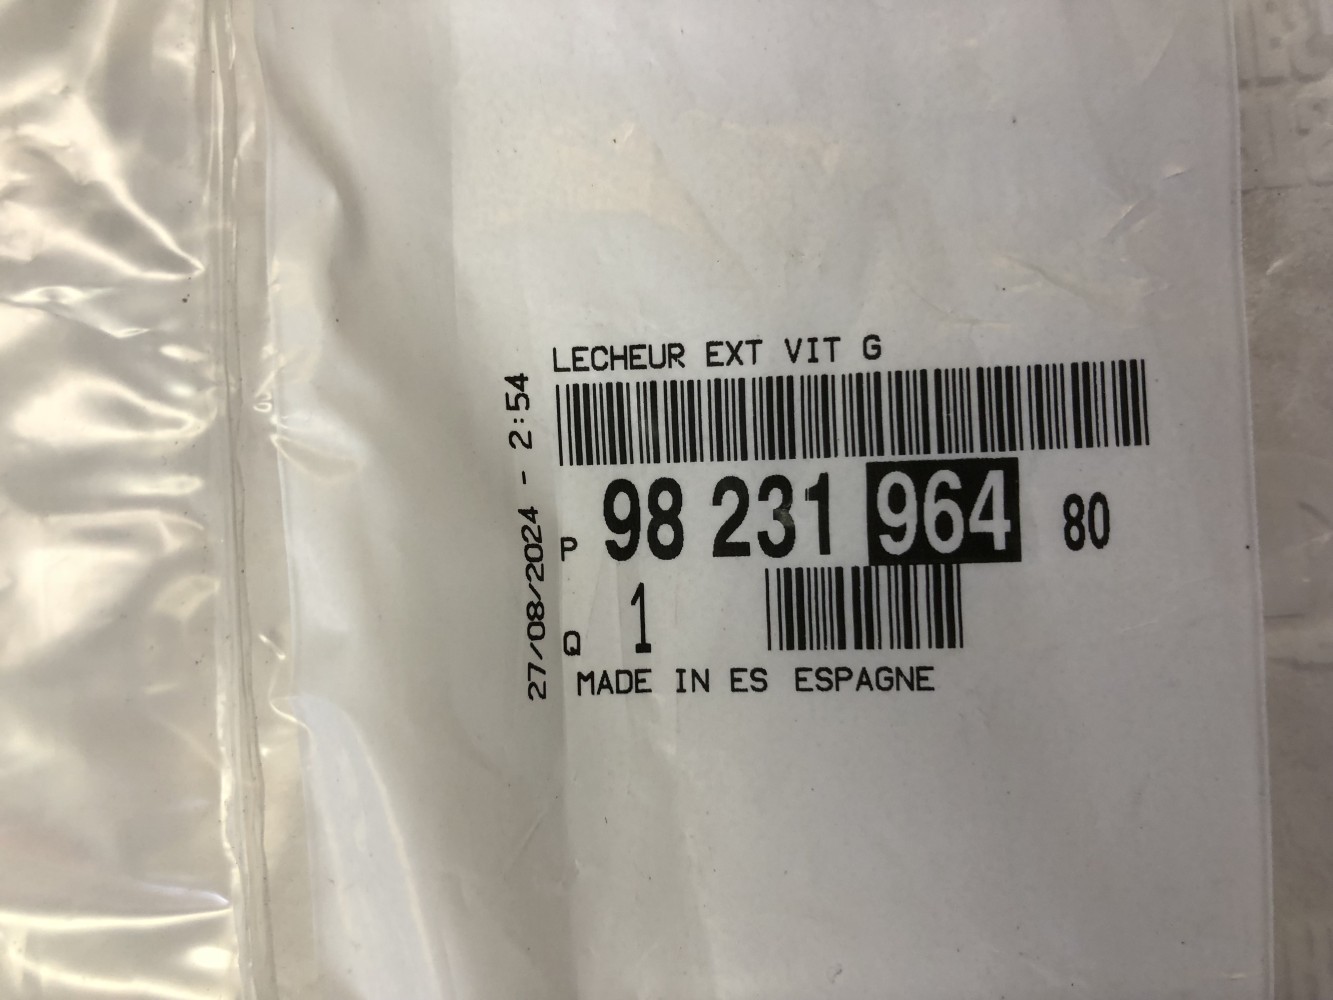 LECHEUR EXT VIT G
27/08/2024 - 2:54
P 98 231 964 80
Q 1
MADE IN ES ESPAGNE